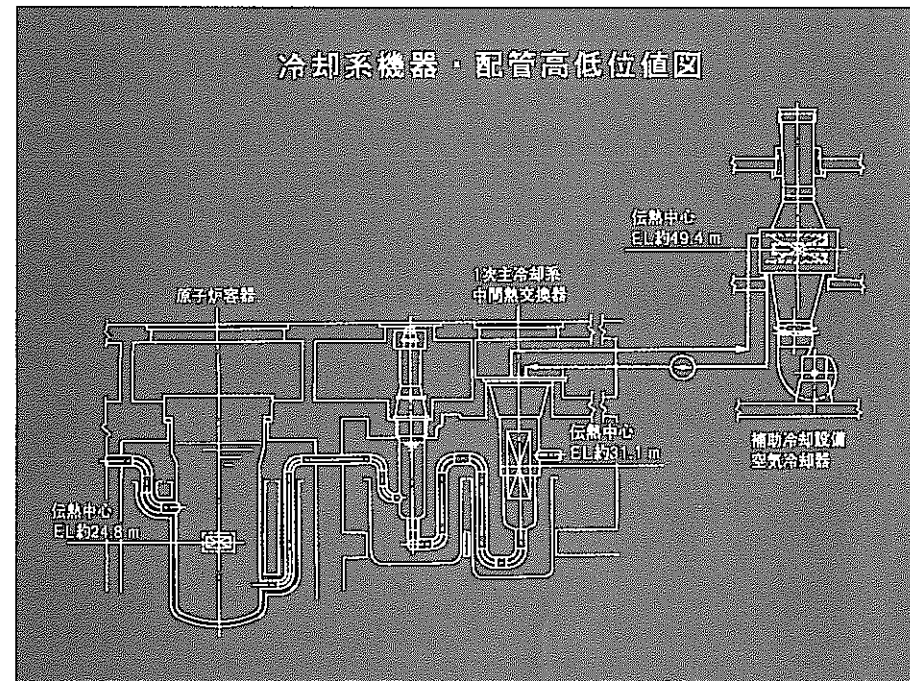 冷却系機器・配管高低位値図
伝熱中心
EL約49.4m
原子炉容器
1次主冷却系
中間熱交換器
伝熱中心
EL約31.1m
補助冷却設備
空気冷却器
伝熱中心
EL約24.8m